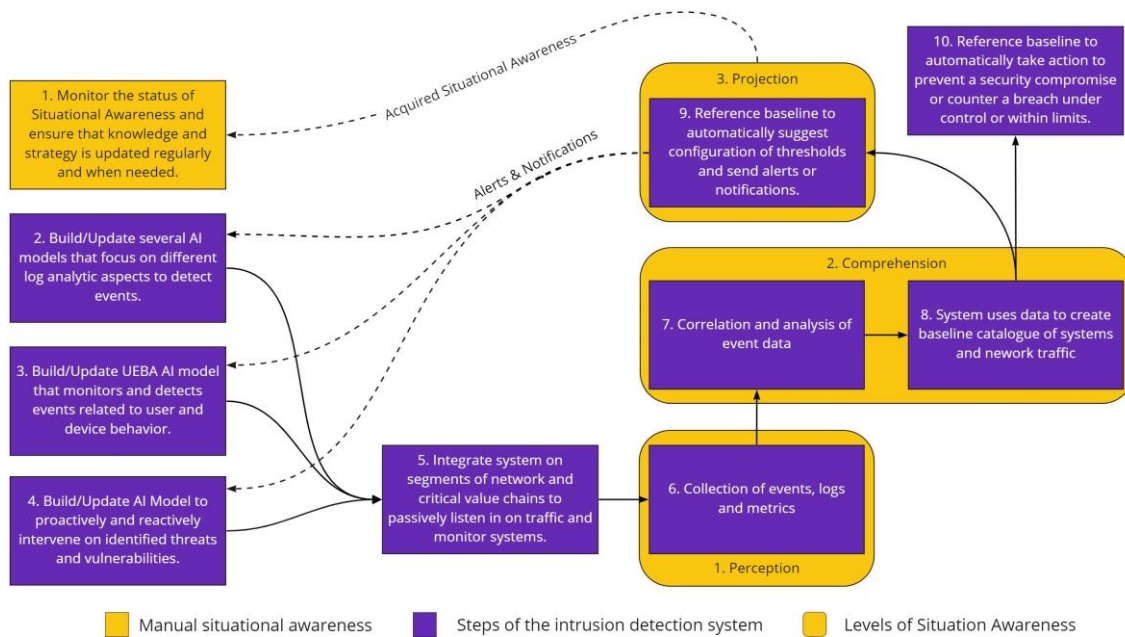 Acquired Situational Awareness
1. Monitor the status of
Situational Awareness and
ensure that knowledge and
strategy is updated regularly
and when needed.
Alerts & Notifications
2. Build/Update several AI
models that focus on different
log analytic aspects to detect
events.
3. Build/Update UEBA AI model
that monitors and detects
events related to user and
device behavior.
4. Build/Update AI Model to
proactively and reactively
intervene on identified threats
and vulnerabilities.
5. Integrate system on
segments of network and
critical value chains to
passively listen in on traffic and
monitor systems.
6. Collection of events, logs
and metrics
1. Perception
2. Comprehension
7. Correlation and analysis of
event data
8. System uses data to create
baseline catalogue of systems
and nework traffic
3. Projection
9. Reference baseline to
automatically suggest
configuration of thresholds
and send alerts or
notifications.
10. Reference baseline to
automatically take action to
prevent a security compromise
or counter a breach under
control or within limits.
Manual situational awareness
Steps of the intrusion detection system
Levels of Situation Awareness